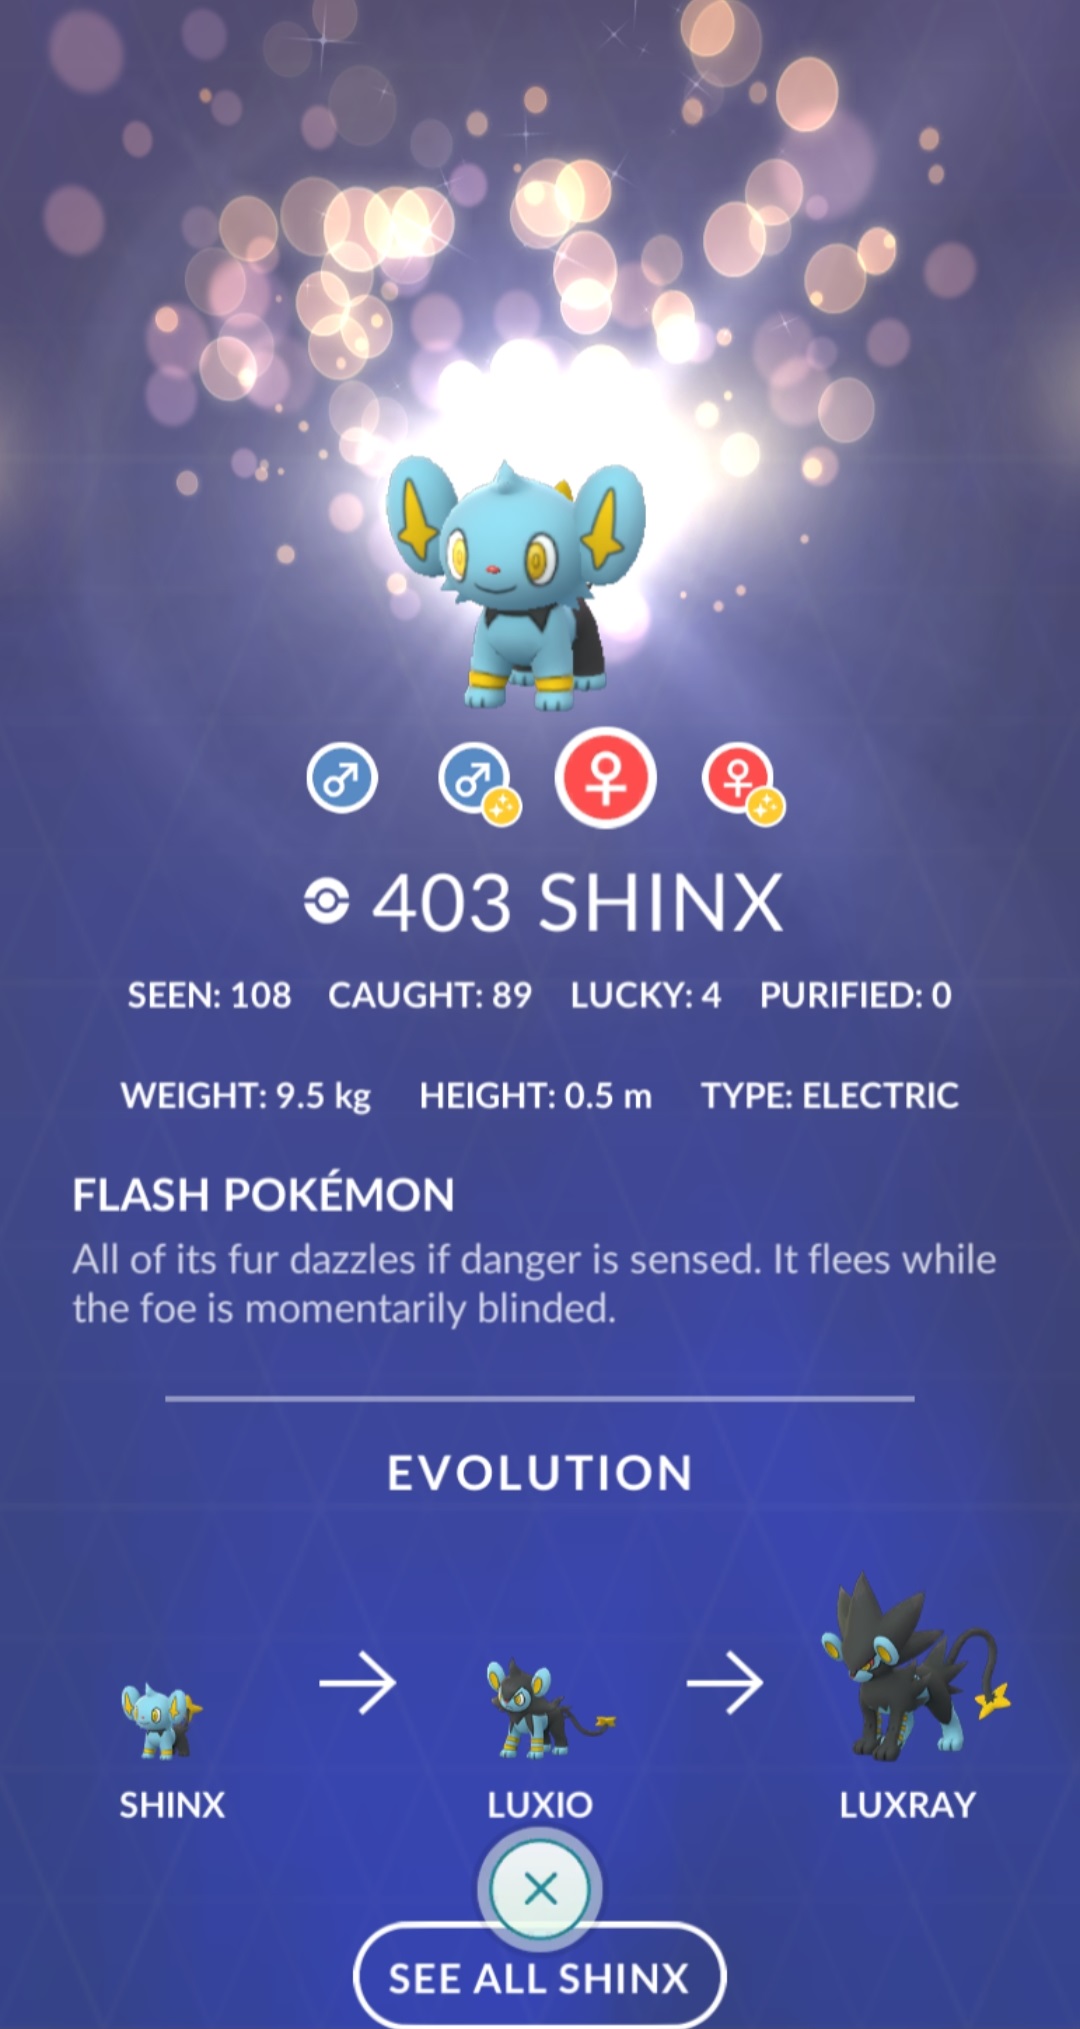 403 SHINX
SEEN: 108 CAUGHT: 89 LUCKY: 4 PURIFIED: 0
WEIGHT: 9.5 kg HEIGHT: 0.5 m TYPE: ELECTRIC
FLASH POKÉMON
All of its fur dazzles if danger is sensed. It flees while
the foe is momentarily blinded.
EVOLUTION
SHINX LUXIO LUXRAY
SEE ALL SHINX